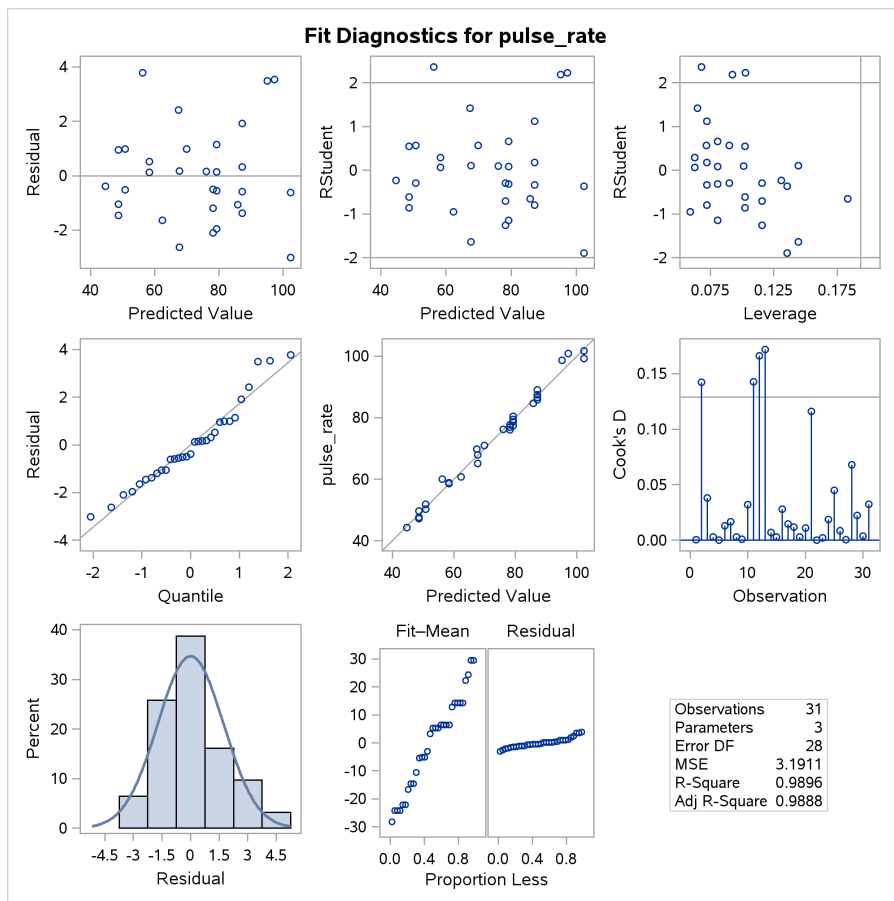 Fit Diagnostics for pulse_rate
4
2
0
-2
Residual
40 60 80 100
Predicted Value
2
1
0
-1
-2
RStudent
40 60 80 100
Predicted Value
2
1
0
-1
-2
RStudent
0.075 0.125 0.175
Leverage
4
2
0
-2
-4
Residual
-2 -1 0 1 2
Quantile
100
80
60
40
pulse_rate
40 60 80 100
Predicted Value
0.15
0.10
0.05
0.00
Cook's D
0 10 20 30
Observation
40
30
20
10
0
Percent
-4.5 -3 -1.5 0 1.5 3 4.5
Residual
Fit–Mean Residual
30
20
10
0
-10
-20
-30
0.0 0.4 0.8 0.0 0.4 0.8
Proportion Less
Observations 31
Parameters 3
Error DF 28
MSE 3.1911
R-Square 0.9896
Adj R-Square 0.9888